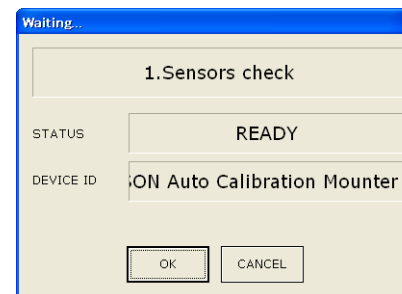 Waiting...
1.Sensors check
STATUS READY
DEVICE ID SON Auto Calibration Mounter
OK CANCEL